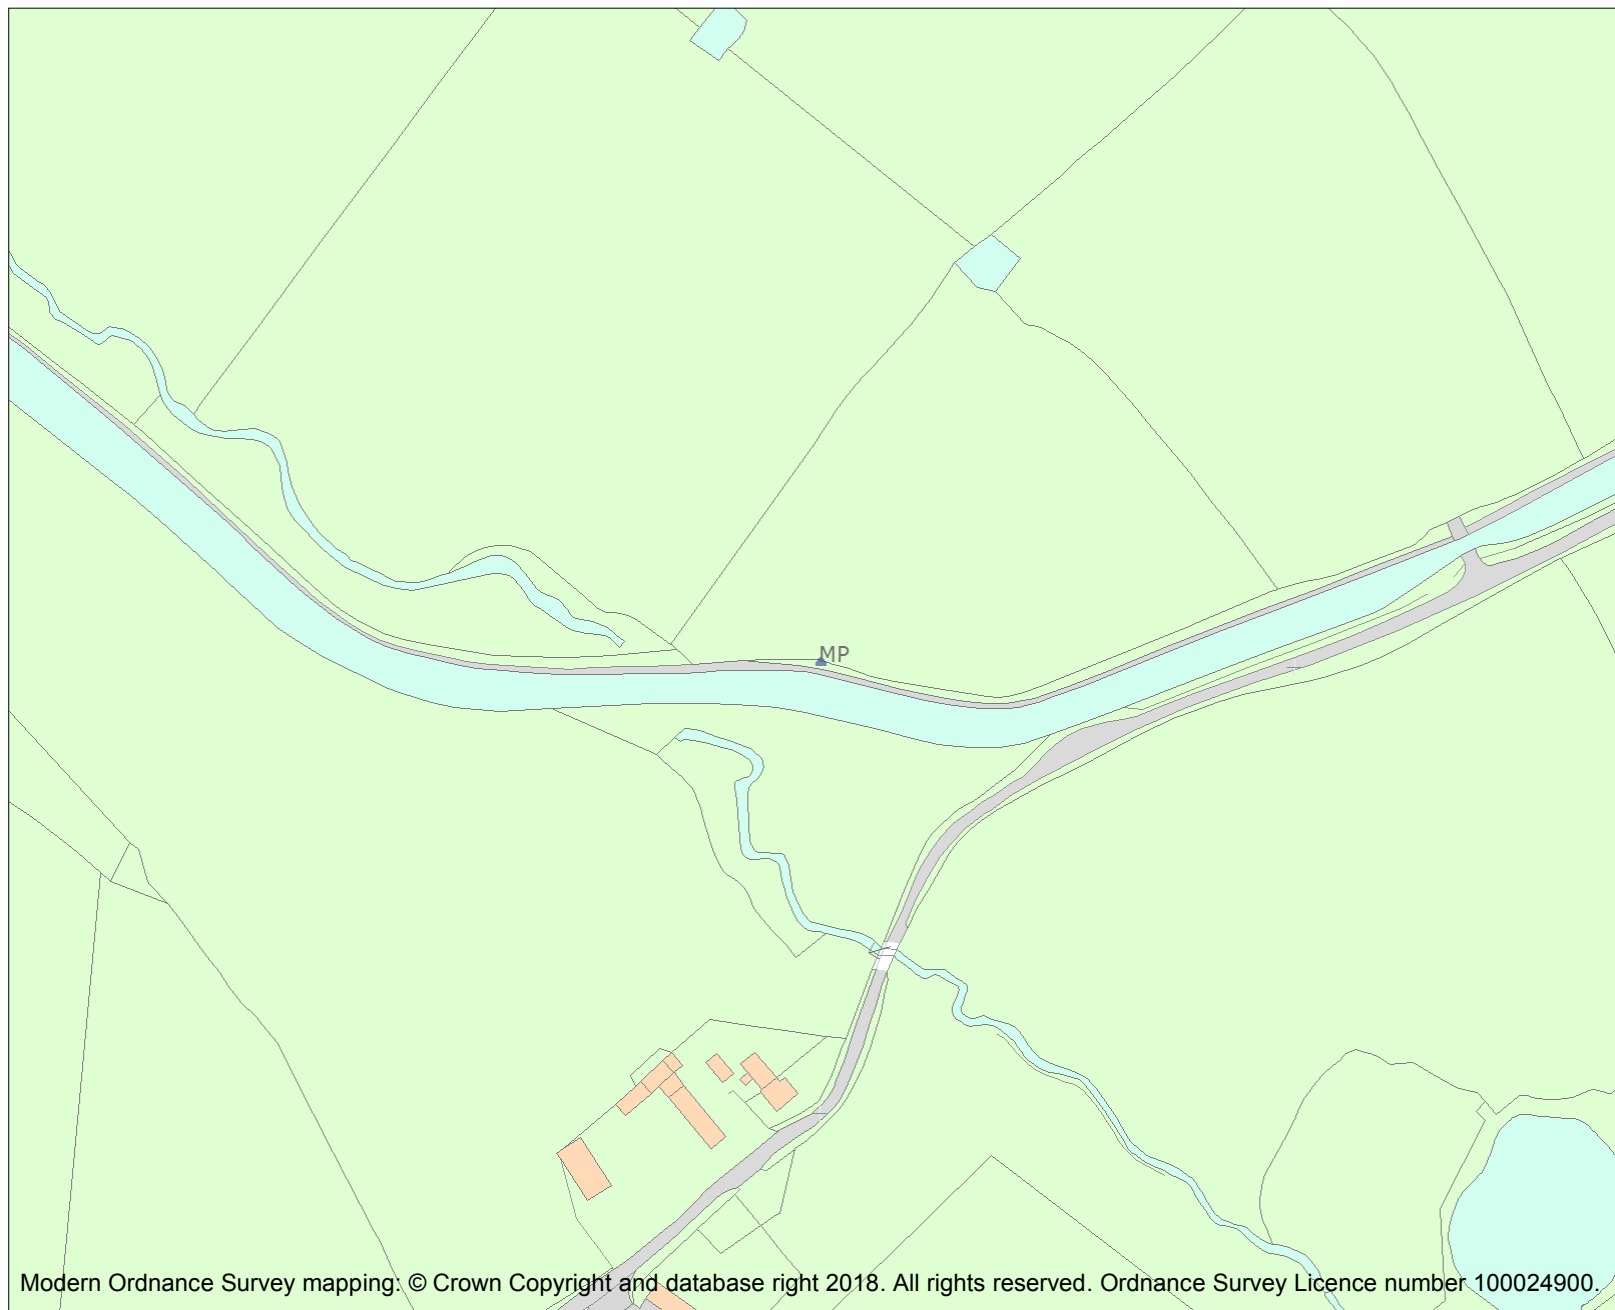 MP
Modern Ordnance Survey mapping: © Crown Copyright and database right 2018. All rights reserved. Ordnance Survey Licence number 100024900.